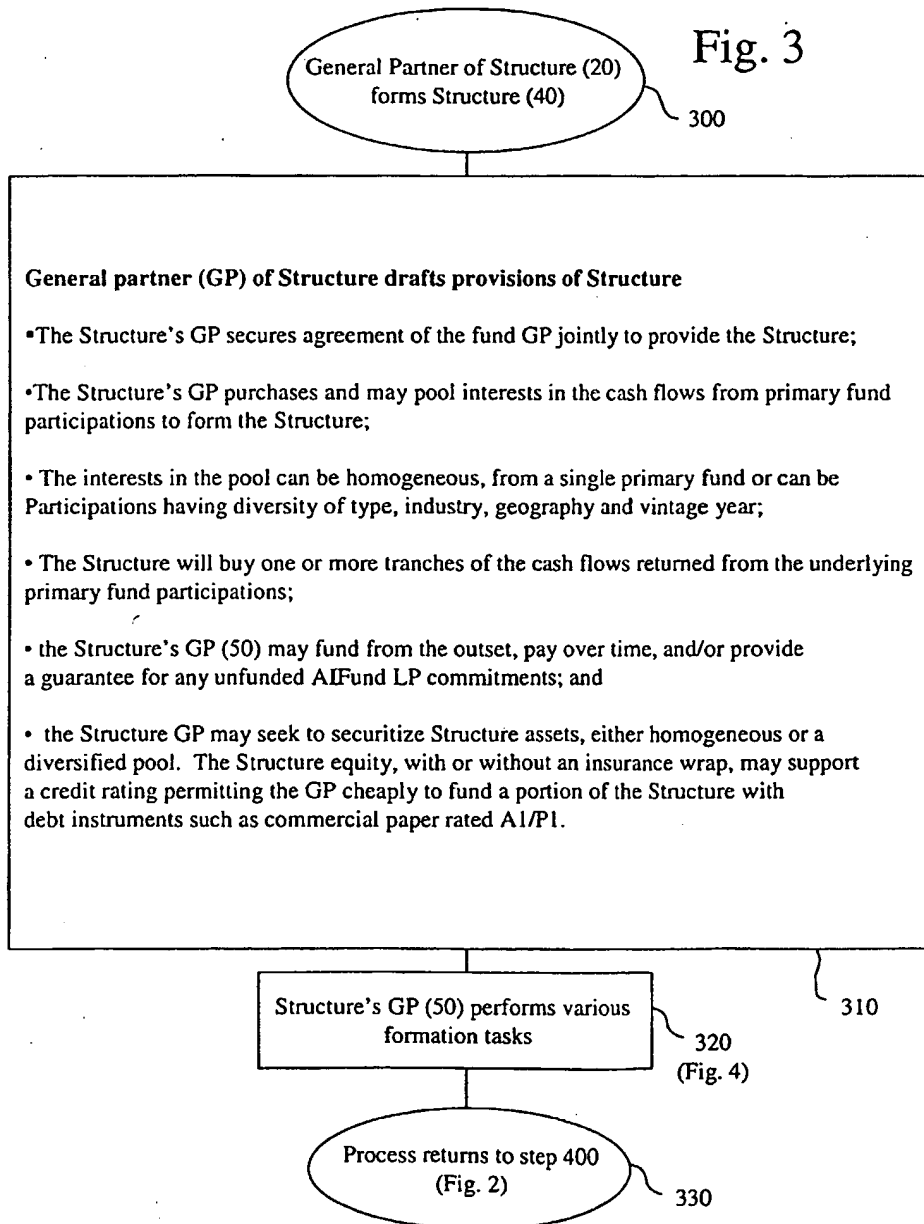 Fig. 3
General Partner of Structure (20)
forms Structure (40)
300
General partner (GP) of Structure drafts provisions of Structure
▪The Structure's GP secures agreement of the fund GP jointly to provide the Structure;
•The Structure's GP purchases and may pool interests in the cash flows from primary fund
participations to form the Structure;
• The interests in the pool can be homogeneous, from a single primary fund or can be
Participations having diversity of type, industry, geography and vintage year;
• The Structure will buy one or more tranches of the cash flows returned from the underlying
primary fund participations;
• the Structure's GP (50) may fund from the outset, pay over time, and/or provide
a guarantee for any unfunded AIFund LP commitments; and
• the Structure GP may seek to securitize Structure assets, either homogeneous or a
diversified pool. The Structure equity, with or without an insurance wrap, may support
a credit rating permitting the GP cheaply to fund a portion of the Structure with
debt instruments such as commercial paper rated A1/P1.
310
Structure's GP (50) performs various
formation tasks
320
(Fig. 4)
Process returns to step 400
(Fig. 2)
330